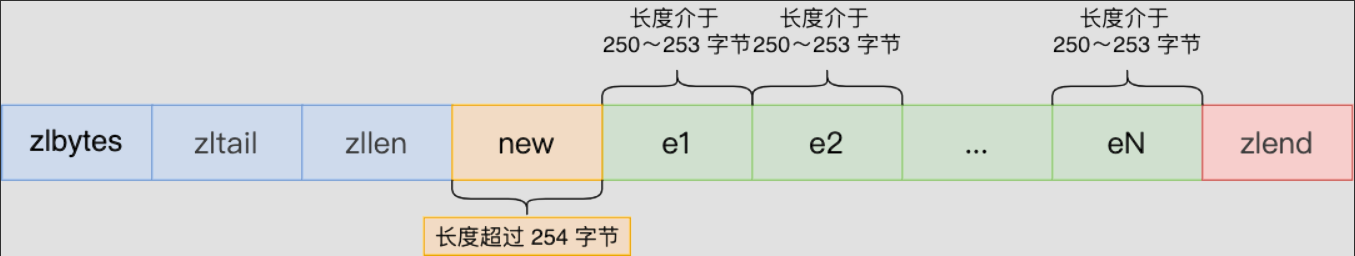 长度介于
250～253 字节
长度介于
250～253 字节
长度介于
250～253 字节
zlbytes
zltail
zllen
new
e1
e2
...
eN
zlend
长度超过 254 字节